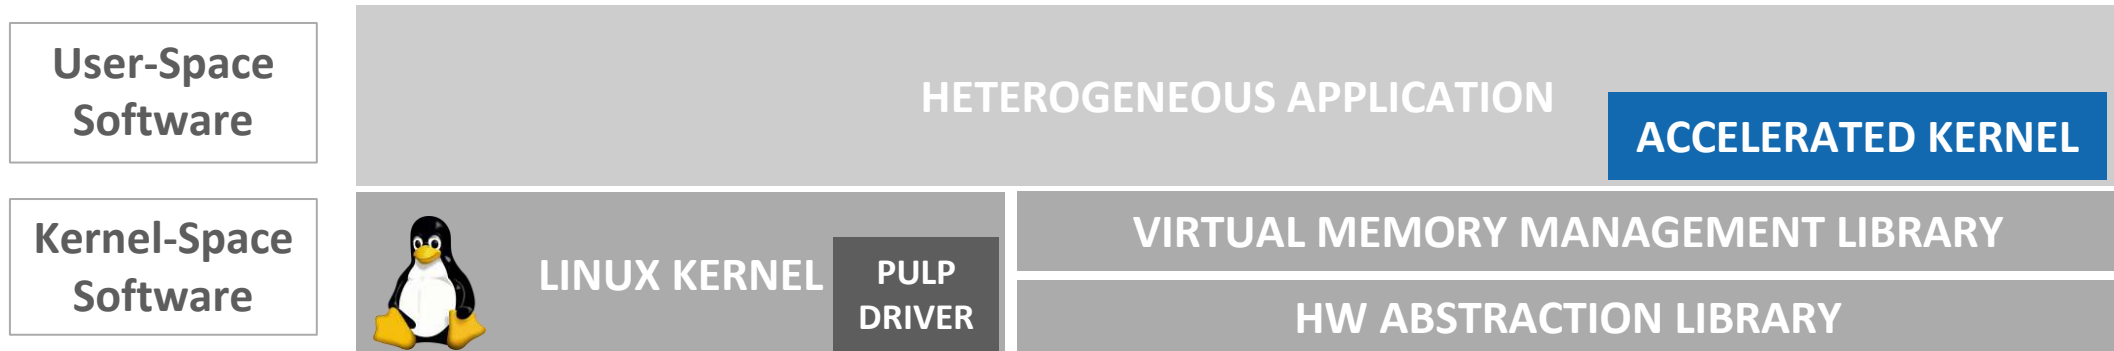 User-Space
Software
HETEROGENEOUS APPLICATION
ACCELERATED KERNEL
Kernel-Space
Software
LINUX KERNEL
PULP
DRIVER
VIRTUAL MEMORY MANAGEMENT LIBRARY
HW ABSTRACTION LIBRARY